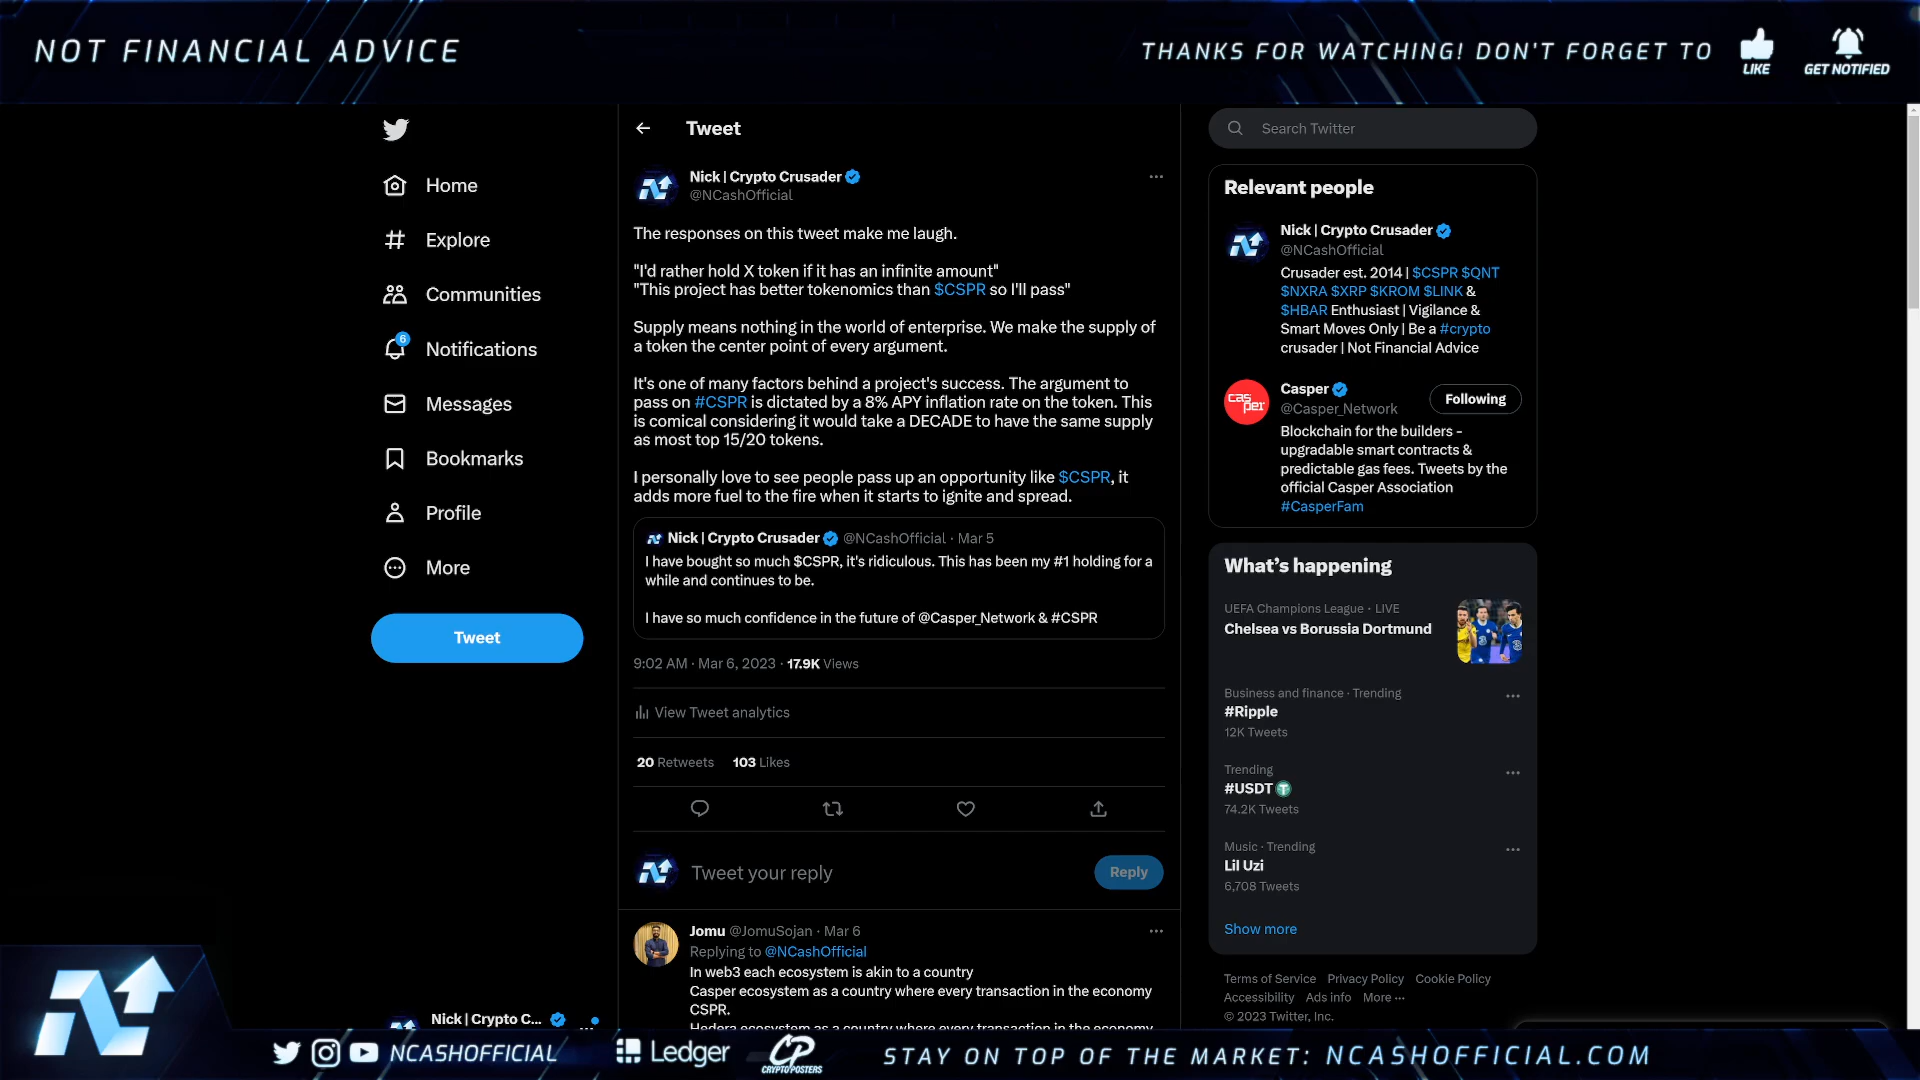 NOT FINANCIAL ADVICE
THANKS FOR WATCHING! DON'T FORGET TO
LIKE
GET NOTIFIED
Home
Explore
Communities
6
Notifications
Messages
Bookmarks
Profile
More
Tweet
Nick | Crypto C...
Tweet
Nick | Crypto Crusader
@NCashOfficial
The responses on this tweet make me laugh.
"I'd rather hold X token if it has an infinite amount"
"This project has better tokenomics than $CSPR so I'll pass"
Supply means nothing in the world of enterprise. We make the supply of
a token the center point of every argument.
It's one of many factors behind a project's success. The argument to
pass on #CSPR is dictated by a 8% APY inflation rate on the token. This
is comical considering it would take a DECADE to have the same supply
as most top 15/20 tokens.
I personally love to see people pass up an opportunity like $CSPR, it
adds more fuel to the fire when it starts to ignite and spread.
Nick | Crypto Crusader @NCashOfficial · Mar 5
I have bought so much $CSPR, it's ridiculous. This has been my #1 holding for a
while and continues to be.
I have so much confidence in the future of @Casper_Network & #CSPR
9:02 AM · Mar 6, 2023 · 17.9K Views
View Tweet analytics
20 Retweets 103 Likes
Tweet your reply
Reply
Jomu @JomuSojan · Mar 6
Replying to @NCashOfficial
In web3 each ecosystem is akin to a country
Casper ecosystem as a country where every transaction in the economy
CSPR.
Hedera ecosystem as a country where every transaction in the economy
Search Twitter
Relevant people
Nick | Crypto Crusader
@NCashOfficial
Crusader est. 2014 | $CSPR $QNT
$NXRA $XRP $KROM $LINK &
$HBAR Enthusiast | Vigilance &
Smart Moves Only | Be a #crypto
crusader | Not Financial Advice
cas
per
Casper
@Casper_Network
Following
Blockchain for the builders -
upgradable smart contracts &
predictable gas fees. Tweets by the
official Casper Association
#CasperFam
What's happening
UEFA Champions League · LIVE
Chelsea vs Borussia Dortmund
Business and finance · Trending
#Ripple
12K Tweets
Trending
#USDT
74.2K Tweets
Music · Trending
Lil Uzi
6,708 Tweets
Show more
Terms of Service Privacy Policy Cookie Policy
Accessibility Ads info More ...
© 2023 Twitter, Inc.
NCASHOFFICIAL
Ledger
CP
CRYPTOPOSTERS
STAY ON TOP OF THE MARKET: NCASHOFFICIAL.COM